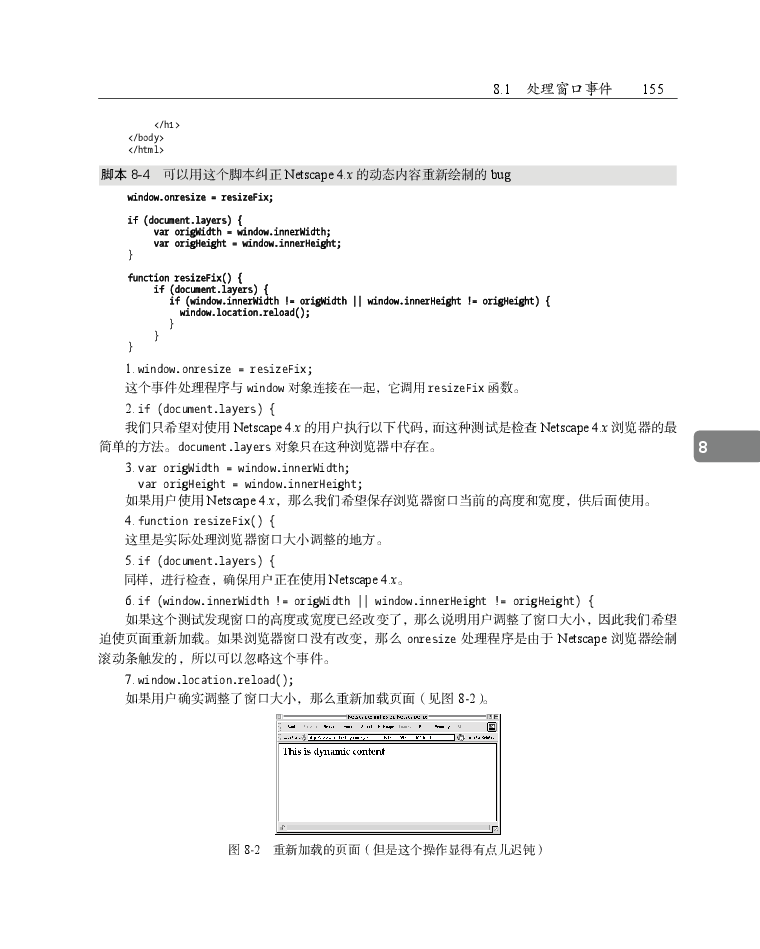 8.1 处理窗口事件 155
</h1>
</body>
</html>
脚本 8-4 可以用这个脚本纠正 Netscape 4.x 的动态内容重新绘制的 bug
window.onresize = resizeFix;
if (document.layers) {
var origWidth = window.innerWidth;
var origHeight = window.innerHeight;
}
function resizeFix() {
if (document.layers) {
if (window.innerWidth != origWidth || window.innerHeight != origHeight) {
window.location.reload();
}
}
}
1. window.onresize = resizeFix;
这个事件处理程序与 window 对象连接在一起，它调用 resizeFix 函数。
2. if (document.layers) {
我们只希望对使用 Netscape 4.x 的用户执行以下代码，而这种测试是检查 Netscape 4.x 浏览器的最
简单的方法。document.layers 对象只在这种浏览器中存在。
8
3. var origWidth = window.innerWidth;
var origHeight = window.innerHeight;
如果用户使用 Netscape 4.x，那么我们希望保存浏览器窗口当前的高度和宽度，供后面使用。
4. function resizeFix() {
这里是实际处理浏览器窗口大小调整的地方。
5. if (document.layers) {
同样，进行检查，确保用户正在使用 Netscape 4.x。
6. if (window.innerWidth != origWidth || window.innerHeight != origHeight) {
如果这个测试发现窗口的高度或宽度已经改变了，那么说明用户调整了窗口大小，因此我们希望
迫使页面重新加载。如果浏览器窗口没有改变，那么 onresize 处理程序是由于 Netscape 浏览器绘制
滚动条触发的，所以可以忽略这个事件。
7. window.location.reload();
如果用户确实调整了窗口大小，那么重新加载页面（见图 8-2）。
This is dynamic content
图 8-2 重新加载的页面（但是这个操作显得有点儿迟钝）